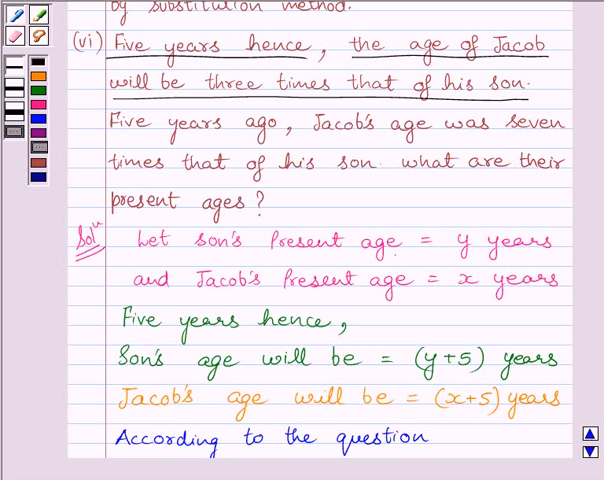 by substitution method.
(vi) Five years hence, the age of Jacob
will be three times that of his son.
Five years ago, Jacob's age was seven
times that of his son. what are their
present ages?
Solⁿ Let son's Present age = y years
and Jacob's Present age = x years
Five years hence,
Son's age will be = (y+5) years
Jacob's age will be = (x+5) years
According to the question